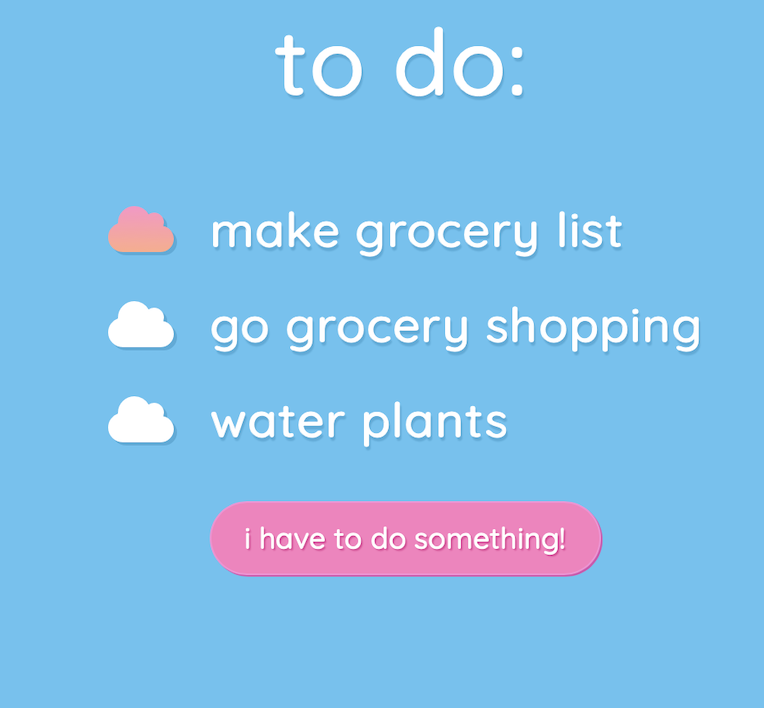 to do:
make grocery list
go grocery shopping
water plants
i have to do something!